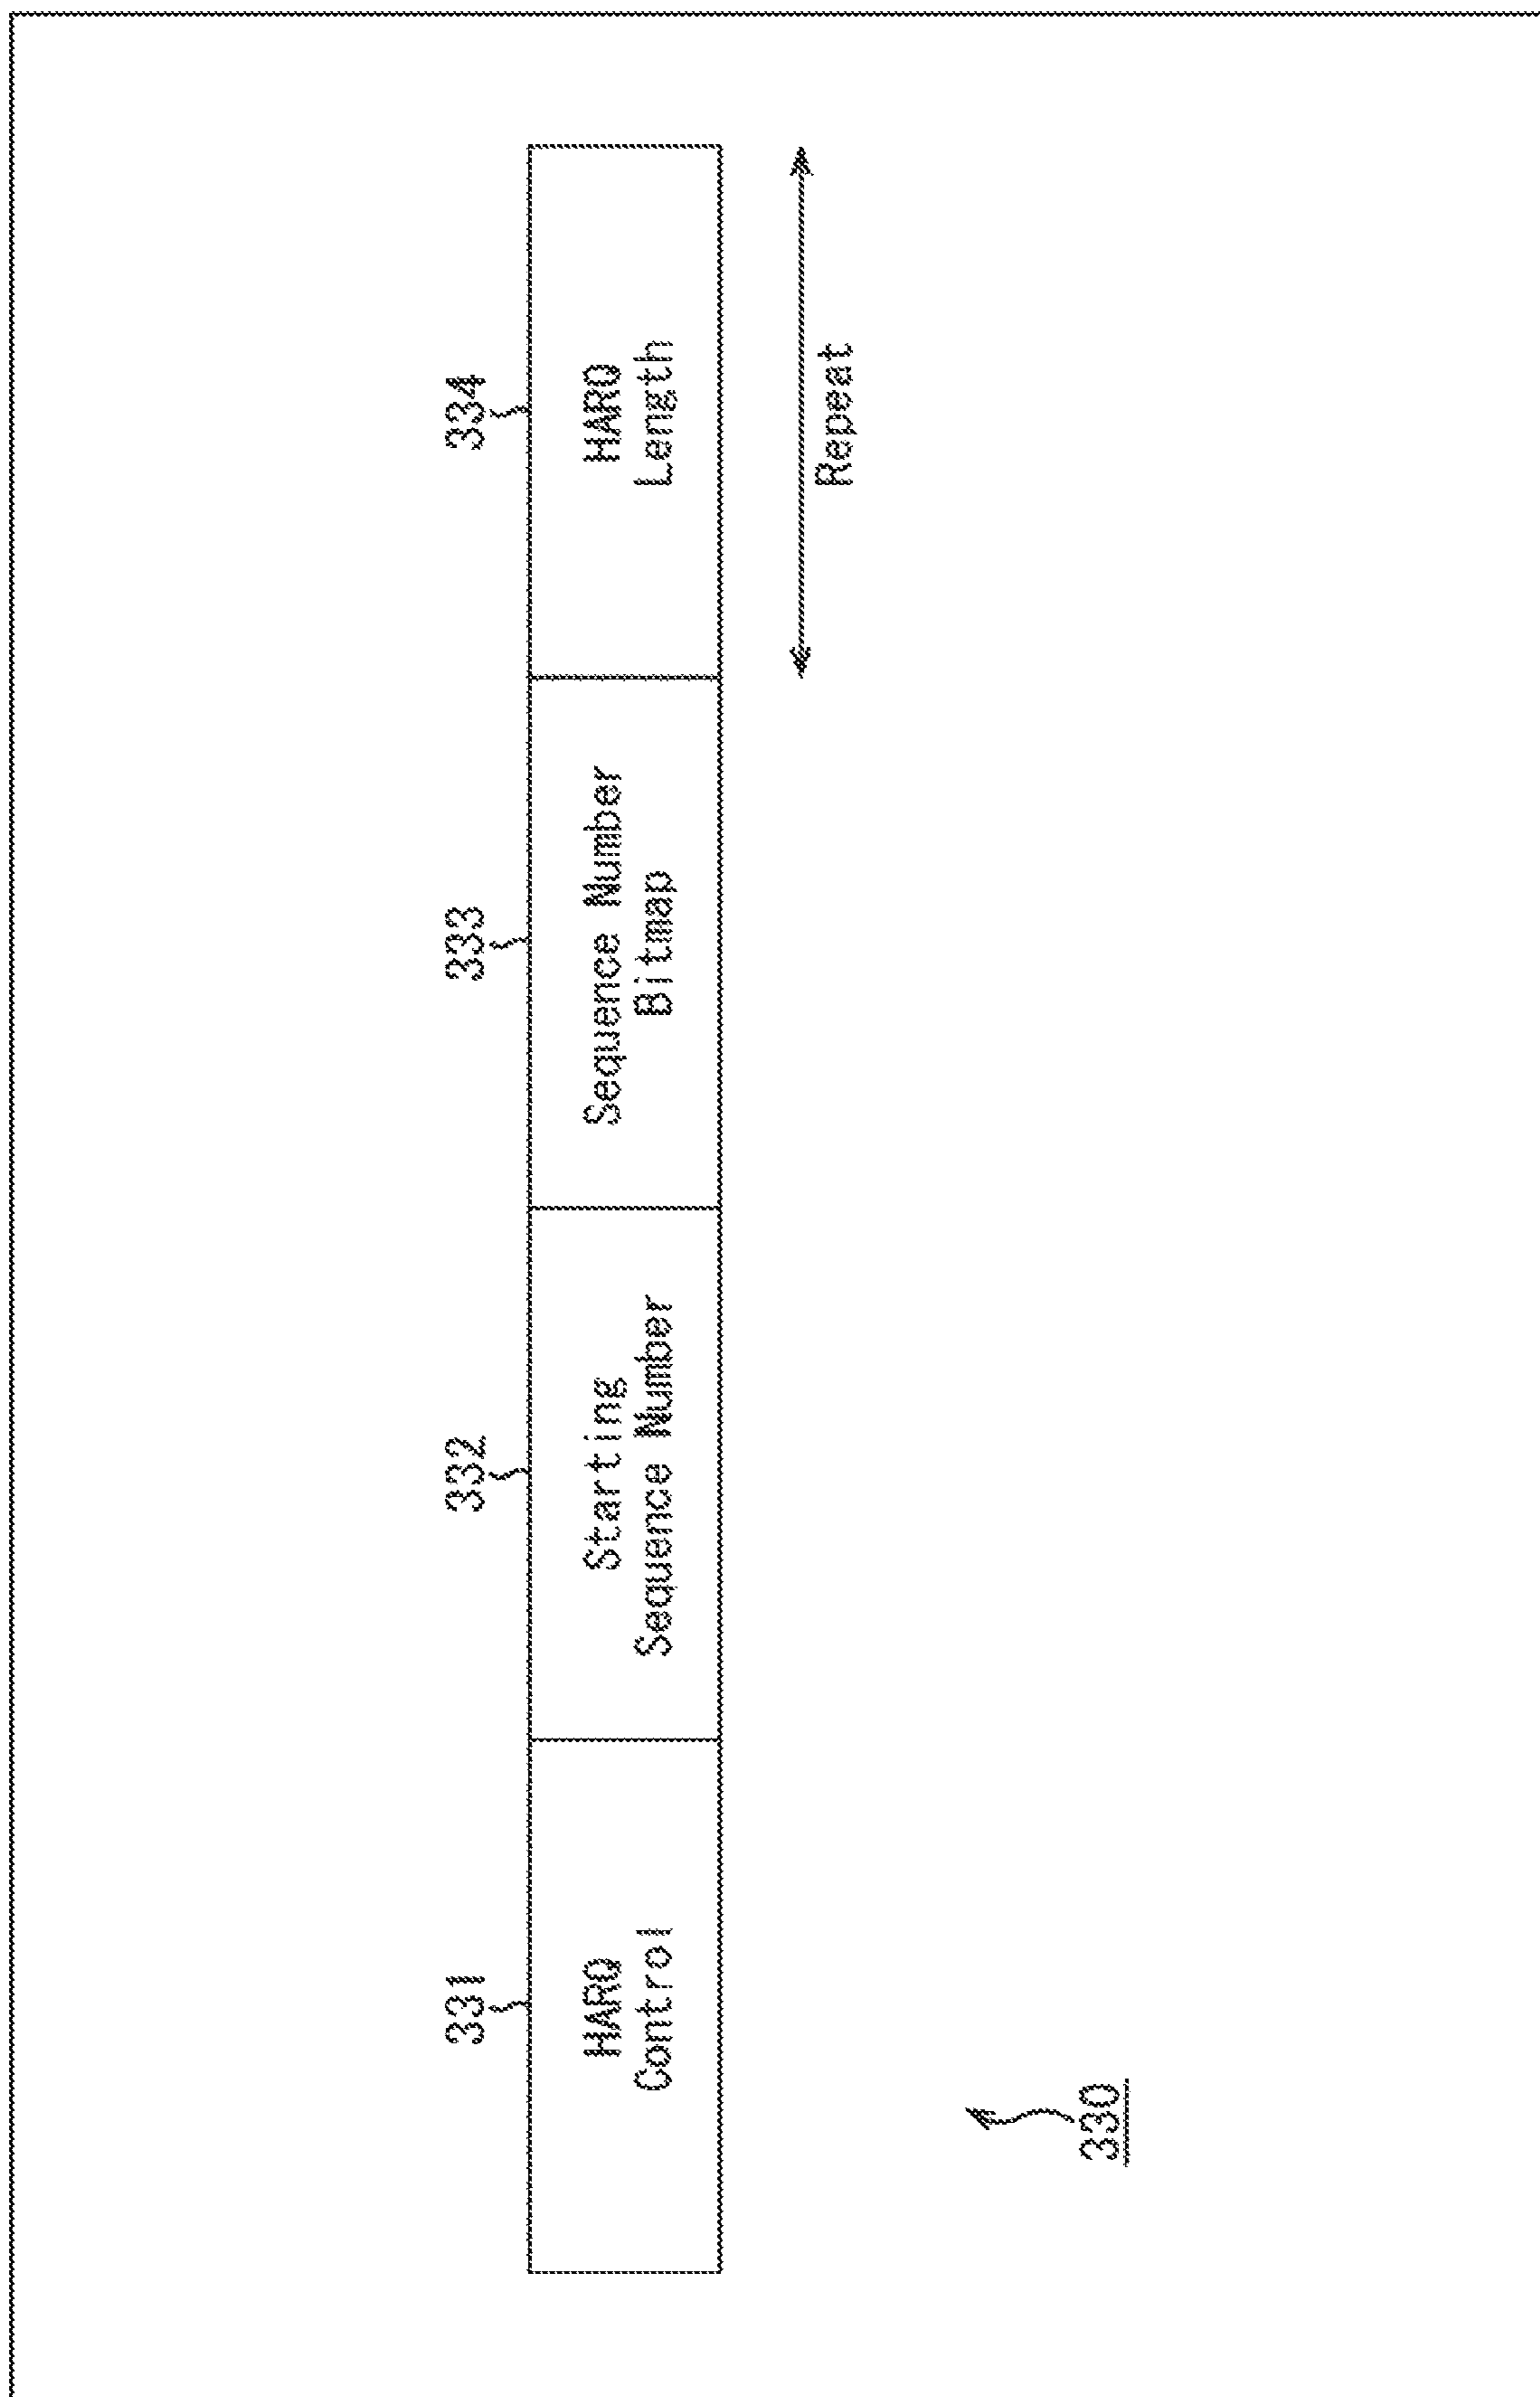 331
332
333
334
HARQ
Control
Starting
Sequence Number
Sequence Number
Bitmap
HARQ
Length
Repeat
330